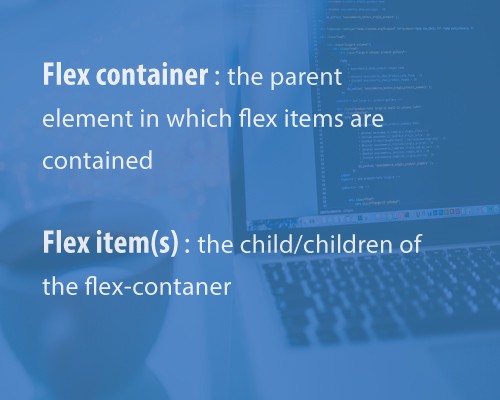 Flex container : the parent
element in which flex items are
contained
Flex item(s) : the child/children of
the flex-contaner